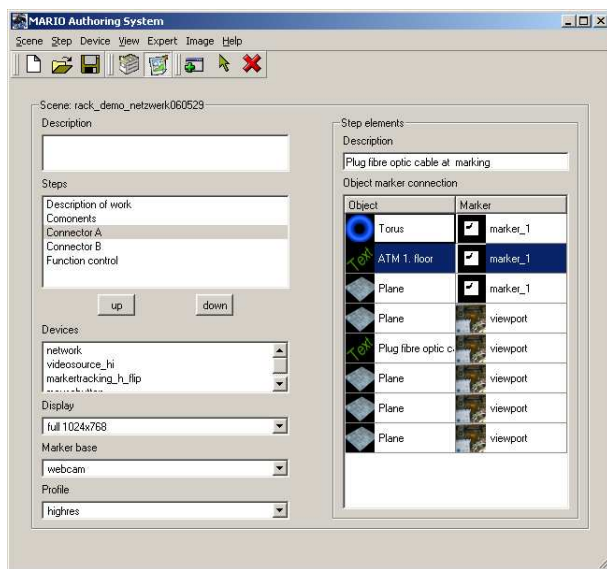 MARIO Authoring System
Scene Step Device View Expert Image Help
Scene: rack_demo_netzwerk060529
Description
Steps
Description of work
Comonents
Connector A
Connector B
Function control
up down
Devices
network
videosource_hi
markertracking_h_flip
Display
full 1024x768
Marker base
webcam
Profile
highres
Step elements
Description
Plug fibre optic cable at marking
Object marker connection
Object Marker
Torus marker_1
Text ATM 1. floor marker_1
Plane marker_1
Plane viewport
Text Plug fibre optic c viewport
Plane viewport
Plane viewport
Plane viewport